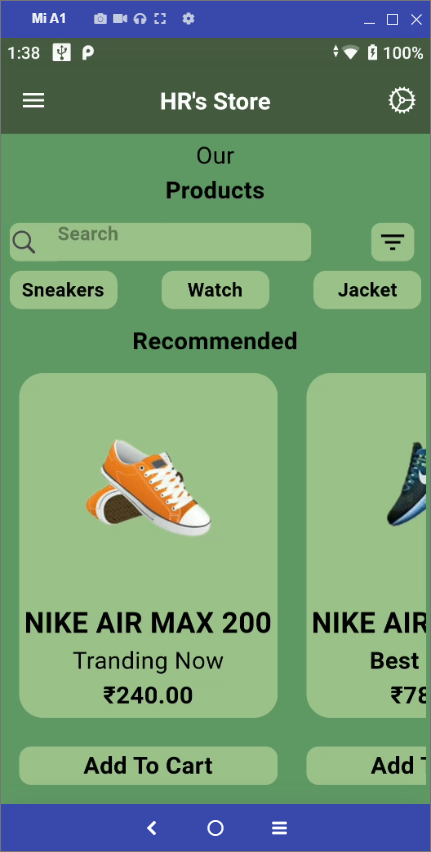 Mi A1
1:38
100%
HR's Store
Our
Products
Search
Sneakers Watch Jacket
Recommended
NIKE AIR MAX 200 NIKE AIR
Tranding Now Best
₹240.00 ₹78
Add To Cart Add